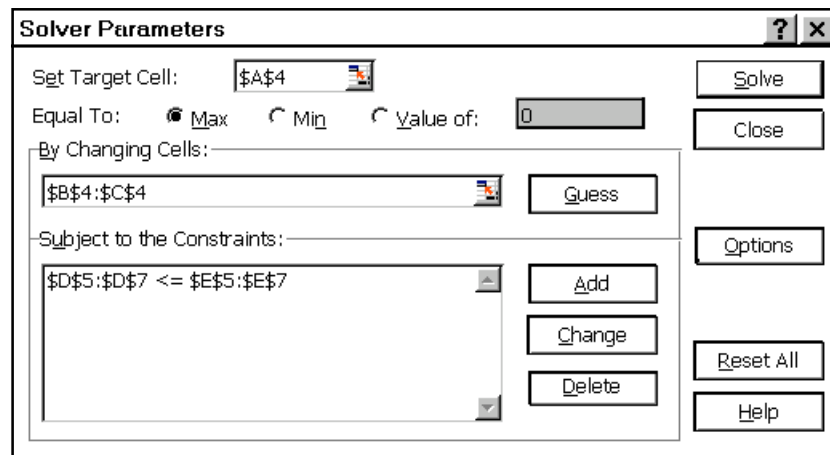 Solver Parameters
? ×
Set Target Cell: $A$4
Solve
Equal To: Max Min Value of: 0
Close
By Changing Cells:
$B$4:$C$4
Guess
Subject to the Constraints:
Options
$D$5:$D$7 <= $E$5:$E$7
Add
Change
Reset All
Delete
Help